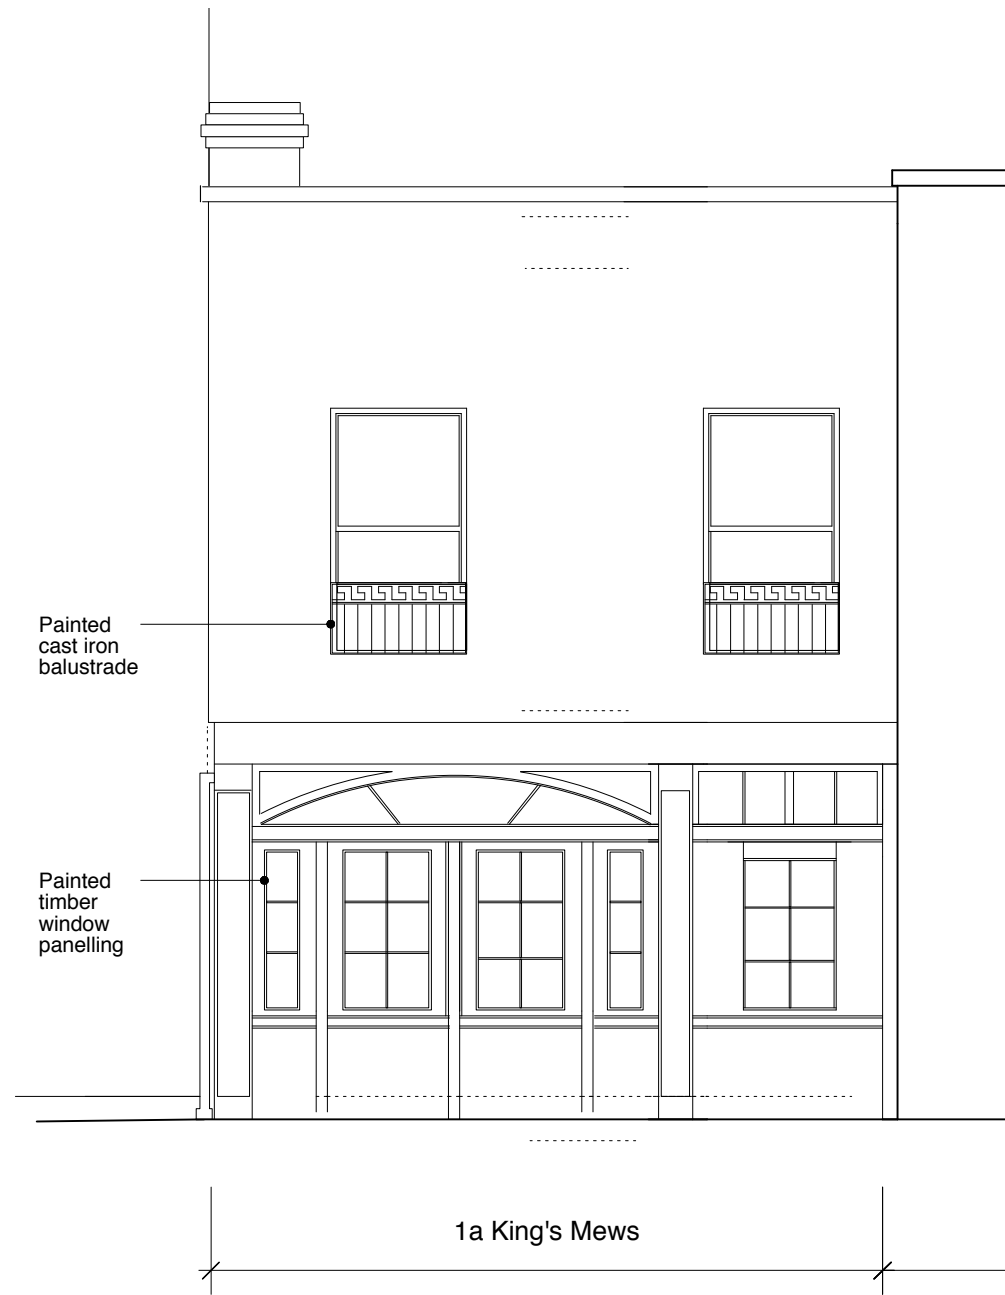 Painted
cast iron
balustrade
Painted
timber
window
panelling
1a King's Mews